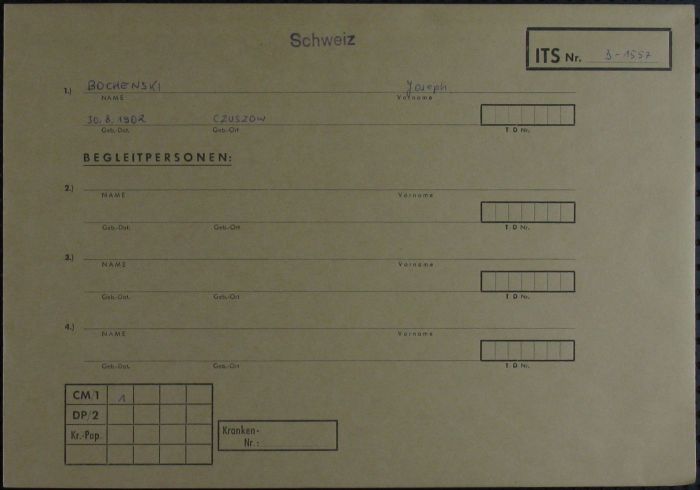 Schweiz
ITS Nr. B-1557
1.) BOCHENSKI Joseph
NAME Vorname
30.8.1902 CZUSZOW
Geb.-Dat. Geb.-Ort T D Nr.
BEGLEITPERSONEN:
2.)
NAME Vorname
Geb.-Dat. Geb.-Ort T D Nr.
3.)
NAME Vorname
Geb.-Dat. Geb.-Ort T D Nr.
4.)
NAME Vorname
Geb.-Dat. Geb.-Ort T D Nr.
CM/1 1
DP/2
Kr.-Pap.
Kranken-
Nr.: